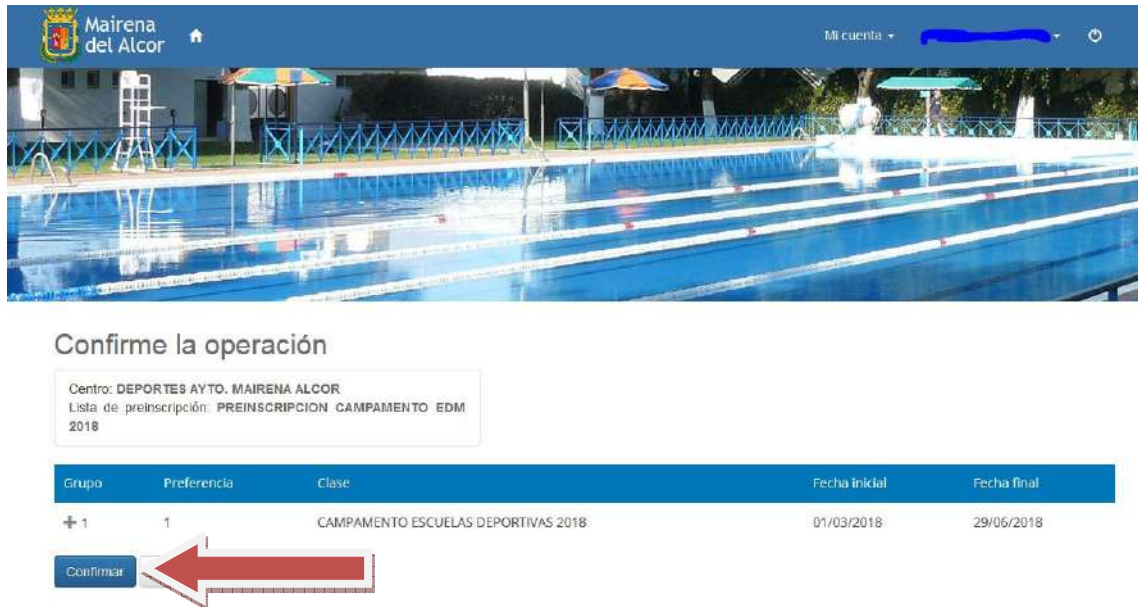 Mairena
del Alcor
Mi cuenta
Confirme la operación
Centro: DEPORTES AYTO. MAIRENA ALCOR
Lista de preinscripción: PREINSCRIPCION CAMPAMENTO EDM
2018
Grupo Preferencia Clase Fecha inicial Fecha final
1 1 CAMPAMENTO ESCUELAS DEPORTIVAS 2018 01/03/2018 29/06/2018
Confirmar